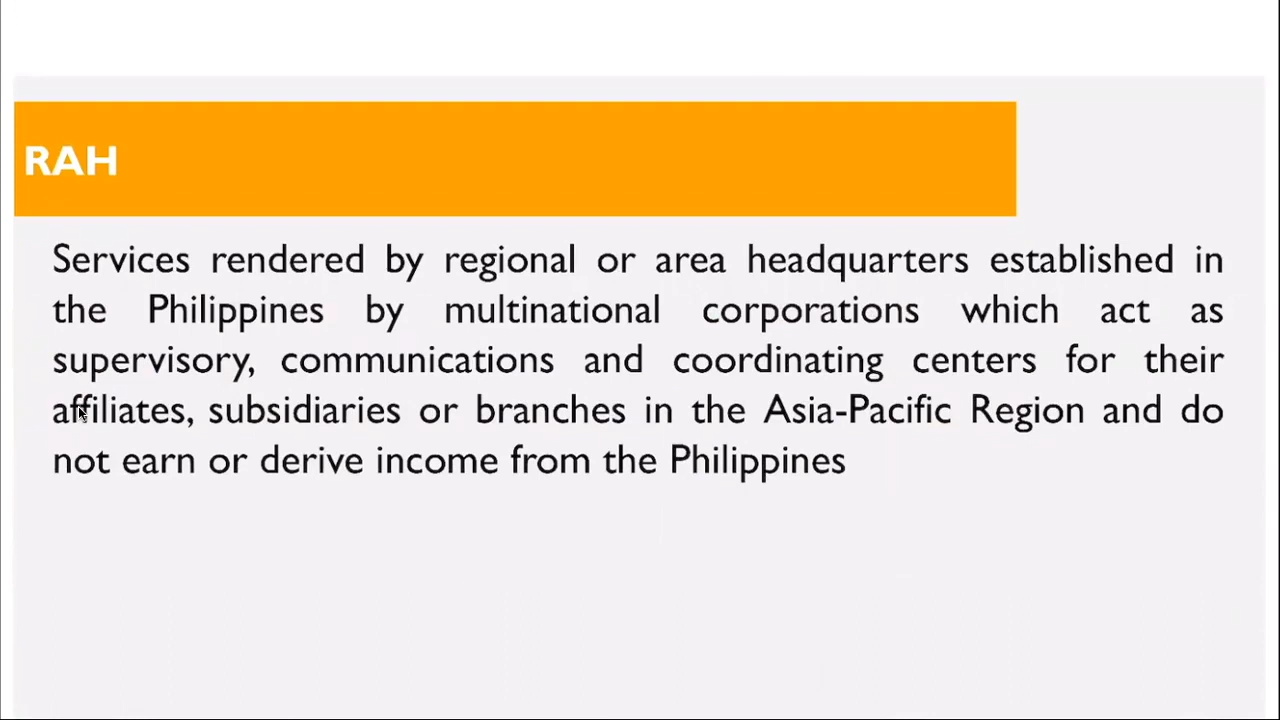 RAH
Services rendered by regional or area headquarters established in
the Philippines by multinational corporations which act as
supervisory, communications and coordinating centers for their
affiliates, subsidiaries or branches in the Asia-Pacific Region and do
not earn or derive income from the Philippines